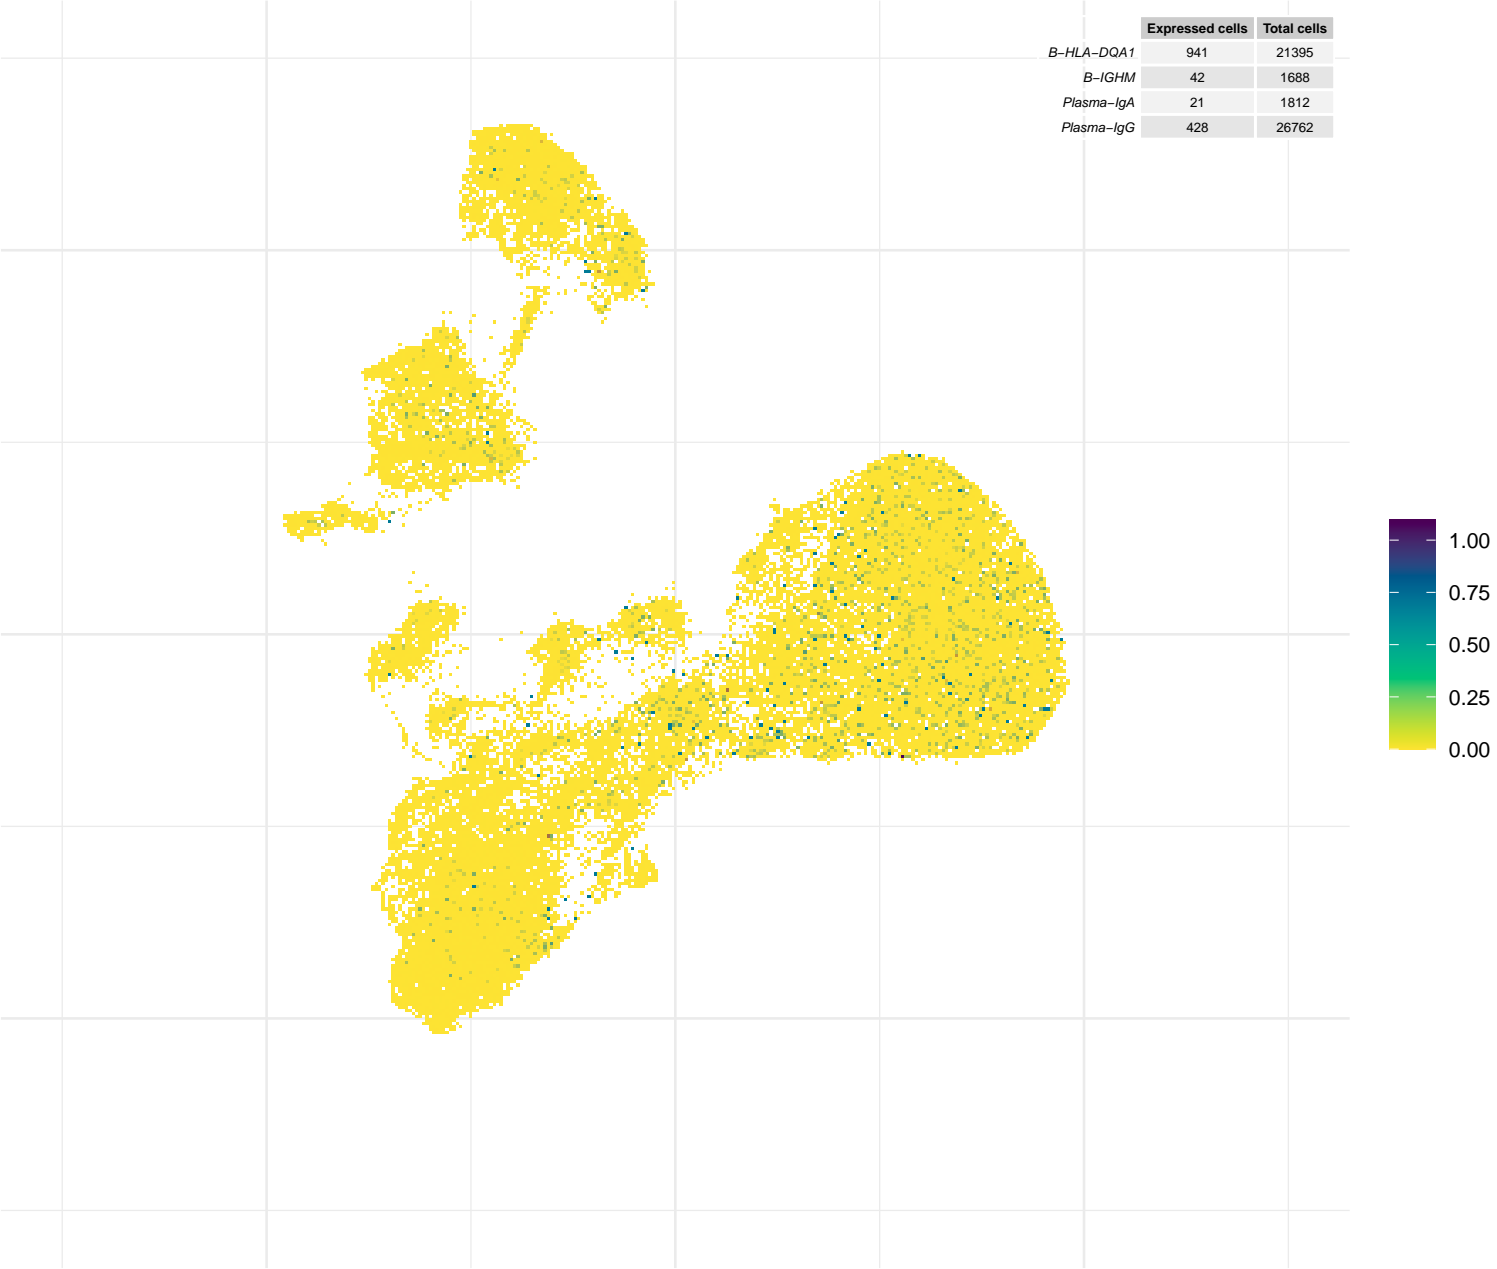 Expressed cells Total cells
B−HLA−DQA1 941 21395
B−IGHM 42 1688
Plasma−IgA 21 1812
Plasma−IgG 428 26762
1.00
0.75
0.50
0.25
0.00